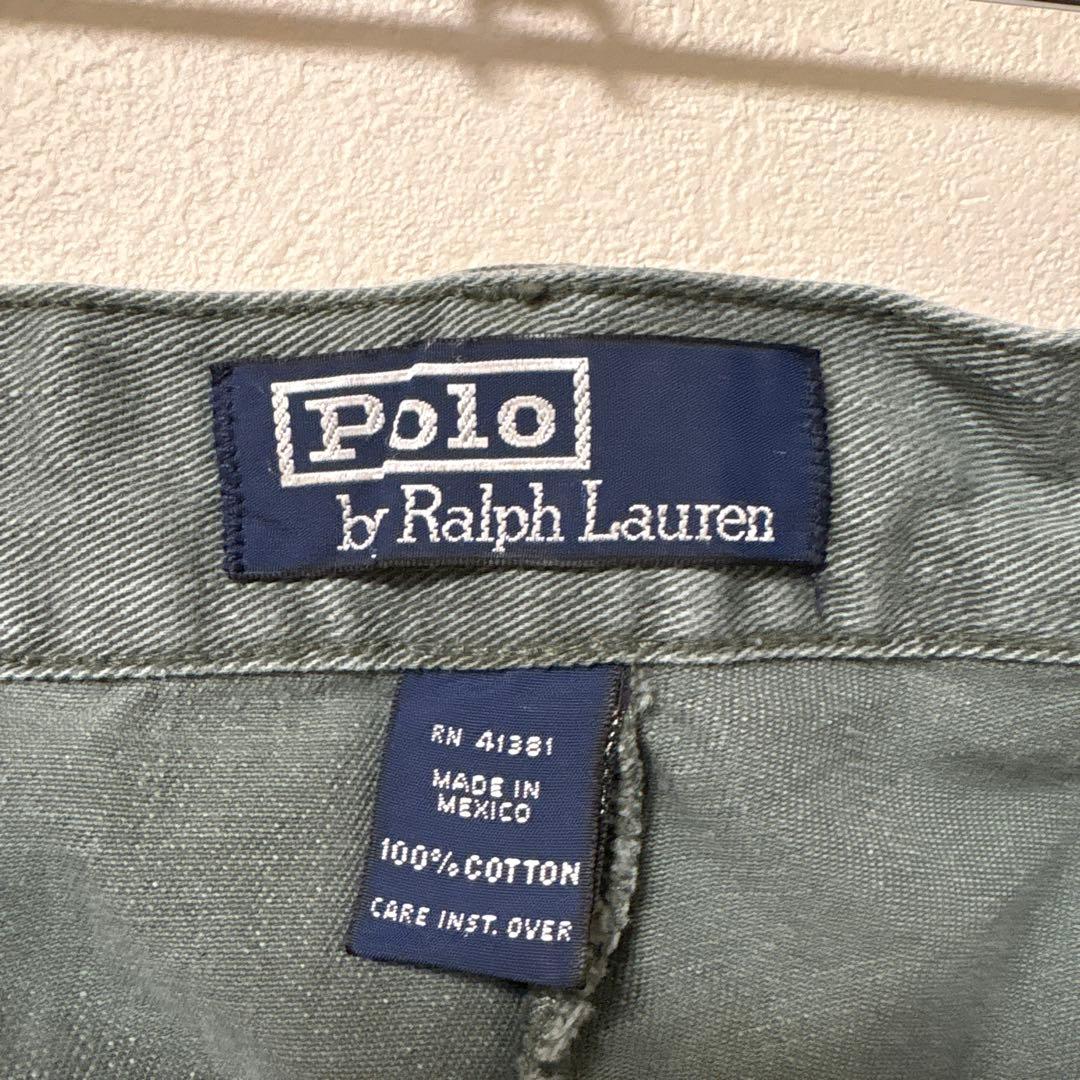 Polo
by Ralph Lauren
RN 41381
MADE IN
MEXICO
100% COTTON
CARE INST. OVER